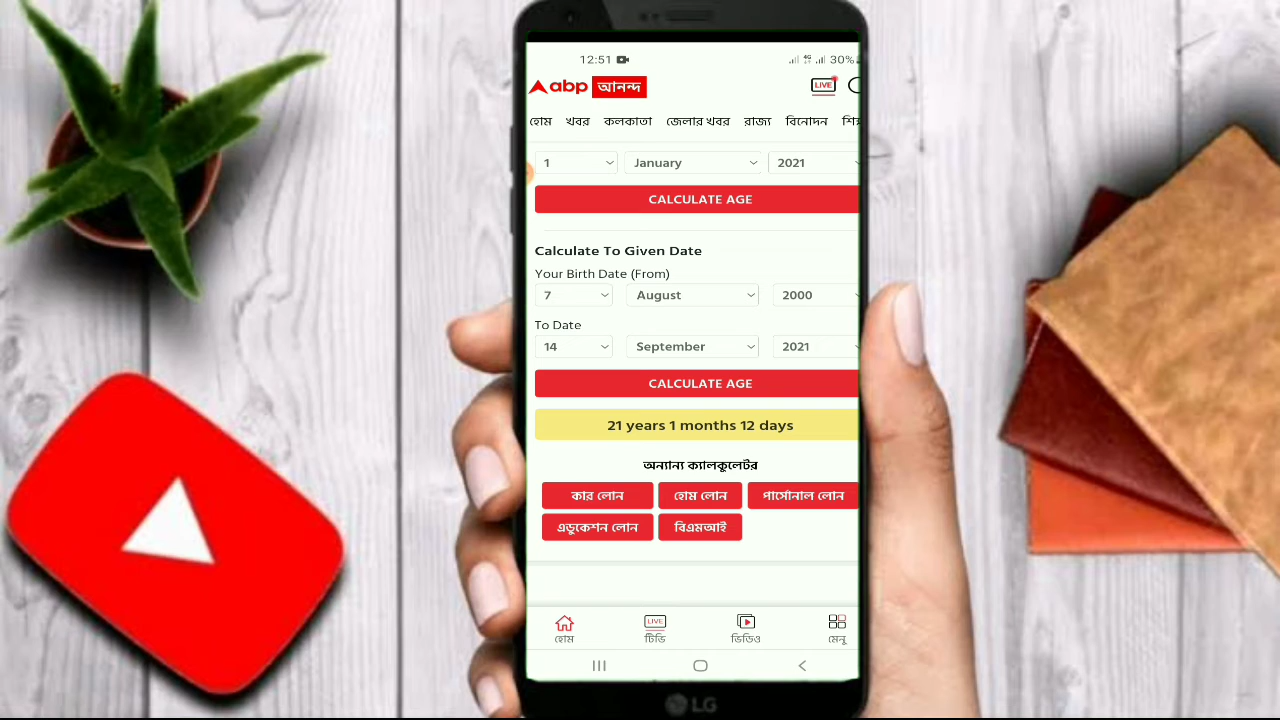 12:51 4G 30%
abp আনন্দ LIVE
হোম খবর কলকাতা জেলার খবর রাজ্য বিনোদন
1 January 2021
CALCULATE AGE
Calculate To Given Date
Your Birth Date (From)
7 August 2000
To Date
14 September 2021
CALCULATE AGE
21 years 1 months 12 days
অন্যান্য ক্যালকুলেটর
কার লোন হোম লোন পার্সোনাল লোন
এডুকেশন লোন বিএমআই
LIVE
হোম টিভি ভিডিও মেনু
LG